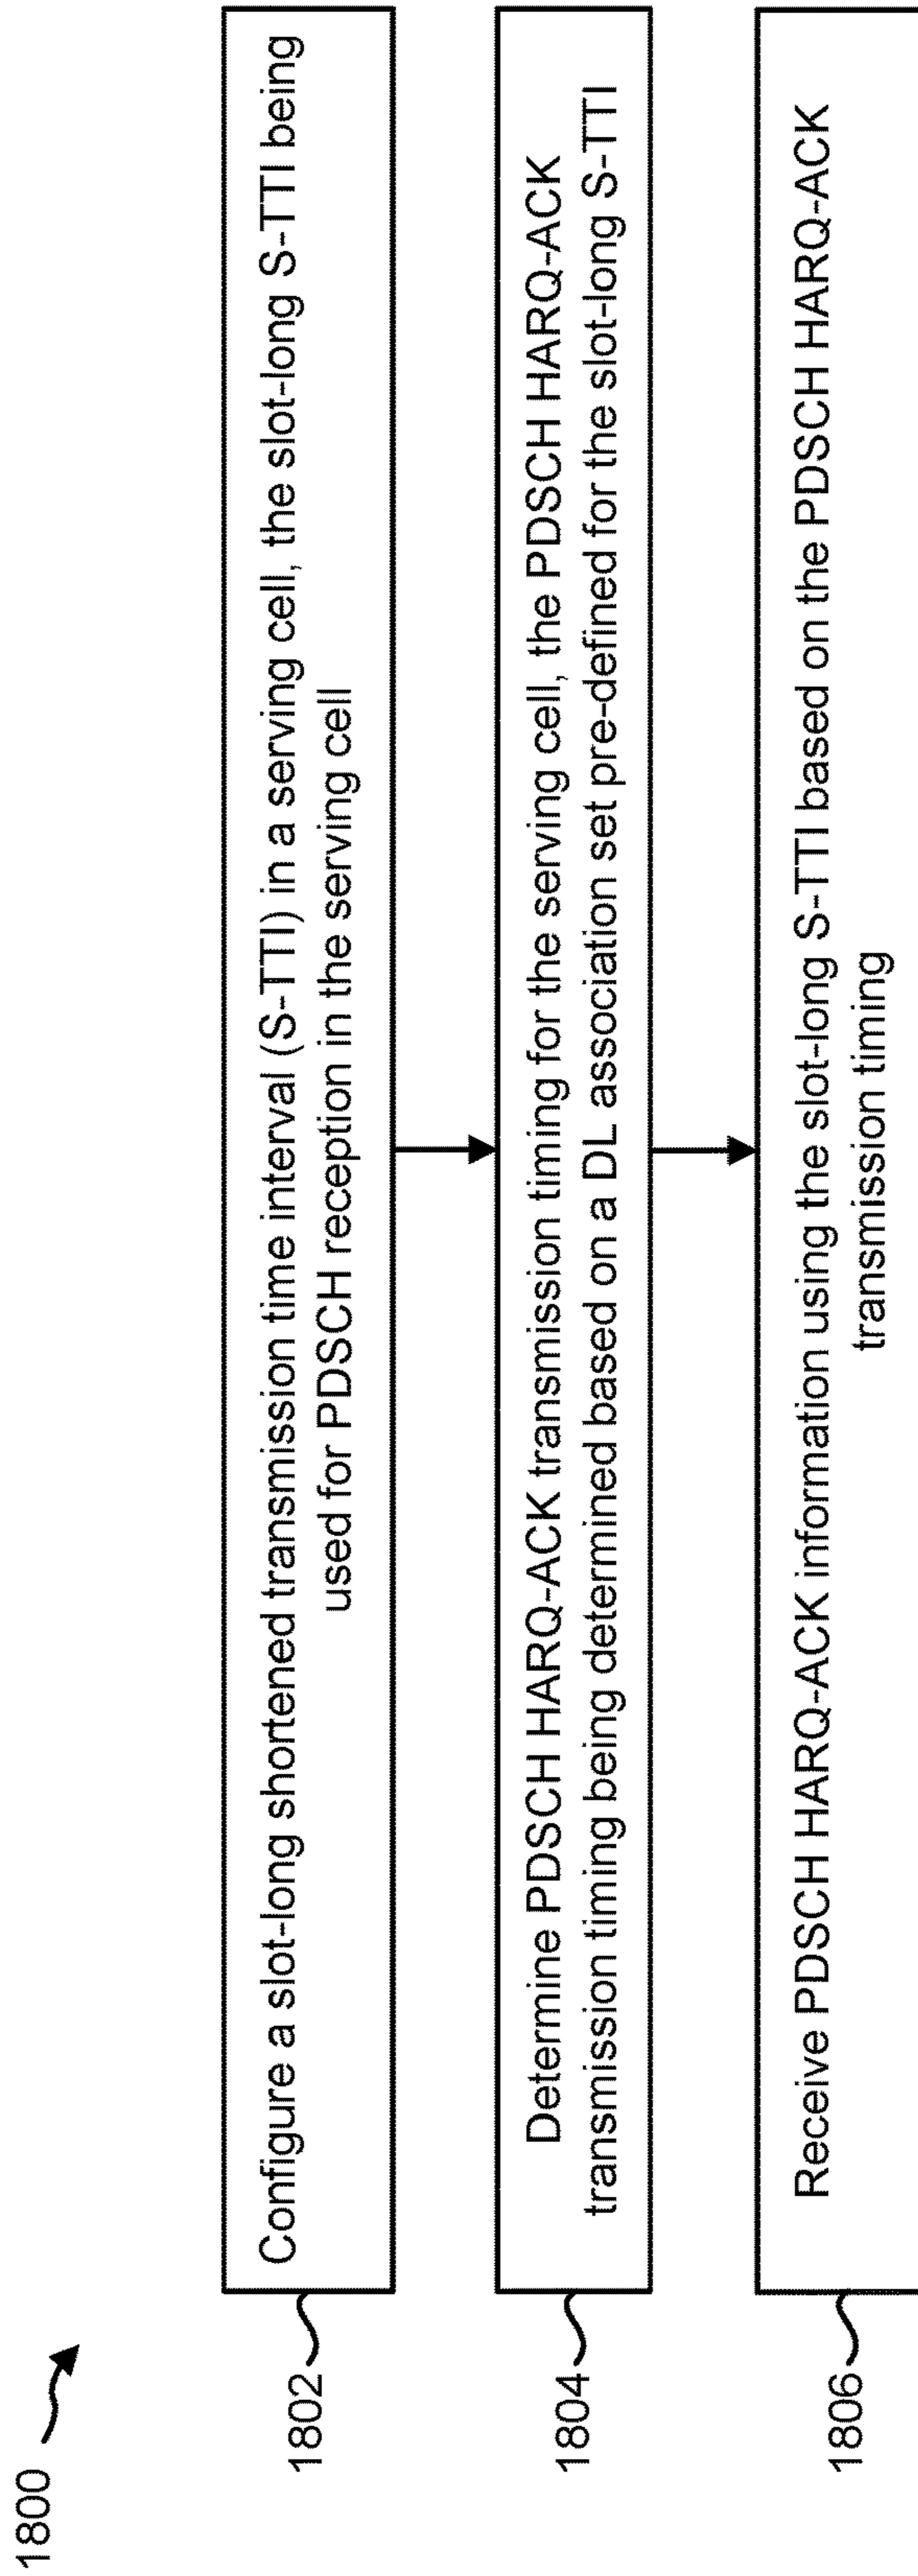 1800
1802
Configure a slot-long shortened transmission time interval (S-TTI) in a serving cell, the slot-long S-TTI being
used for PDSCH reception in the serving cell
1804
Determine PDSCH HARQ-ACK transmission timing for the serving cell, the PDSCH HARQ-ACK
transmission timing being determined based on a DL association set pre-defined for the slot-long S-TTI
1806
Receive PDSCH HARQ-ACK information using the slot-long S-TTI based on the PDSCH HARQ-ACK
transmission timing